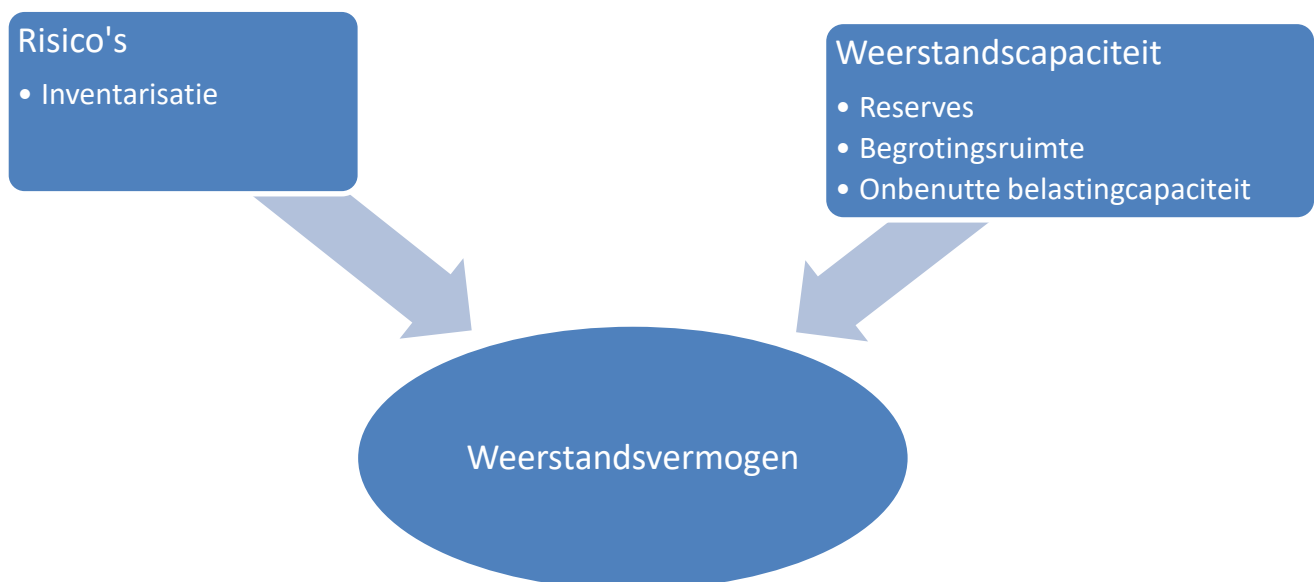 Risico's
• Inventarisatie
Weerstandscapaciteit
• Reserves
• Begrotingsruimte
• Onbenutte belastingcapaciteit
Weerstandsvermogen